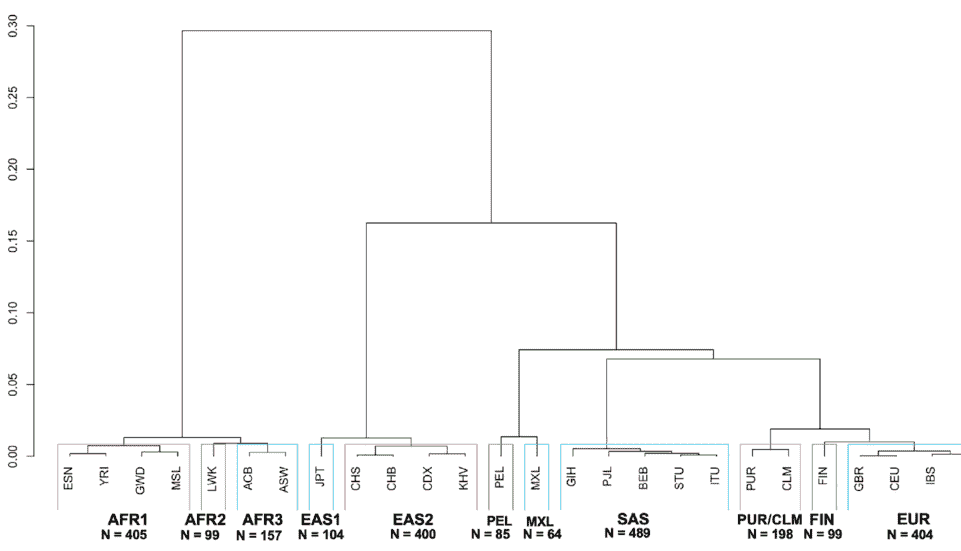 0.30
0.25
0.20
0.15
0.10
0.05
0.00
ESN YRI GWD MSL LWK ACB ASW JPT CHS CHB CDX KHV PEL MXL GIH PJL BEB STU ITU PUR CLM FIN GBR CEU IBS
AFR1 AFR2 AFR3 EAS1 EAS2 PEL MXL SAS PUR/CLM FIN EUR
N = 405 N = 99 N = 157 N = 104 N = 400 N = 85 N = 64 N = 489 N = 198 N = 99 N = 404